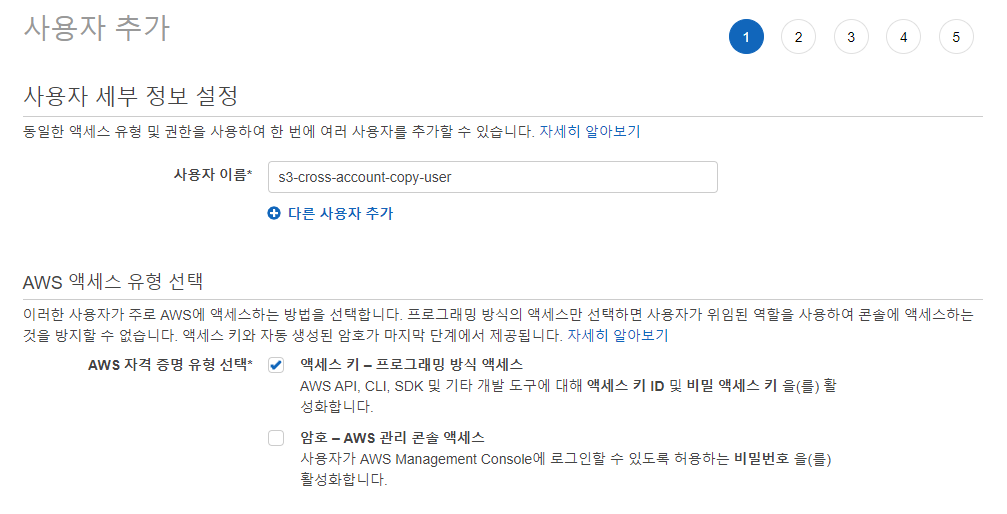 사용자 추가
1 2 3 4 5
사용자 세부 정보 설정
동일한 액세스 유형 및 권한을 사용하여 한 번에 여러 사용자를 추가할 수 있습니다. 자세히 알아보기
사용자 이름* s3-cross-account-copy-user
다른 사용자 추가
AWS 액세스 유형 선택
이러한 사용자가 주로 AWS에 액세스하는 방법을 선택합니다. 프로그래밍 방식의 액세스만 선택하면 사용자가 위임된 역할을 사용하여 콘솔에 액세스하는
것을 방지할 수 없습니다. 액세스 키와 자동 생성된 암호가 마지막 단계에서 제공됩니다. 자세히 알아보기
AWS 자격 증명 유형 선택* 액세스 키 – 프로그래밍 방식 액세스
AWS API, CLI, SDK 및 기타 개발 도구에 대해 액세스 키 ID 및 비밀 액세스 키 을(를) 활
성화합니다.
암호 – AWS 관리 콘솔 액세스
사용자가 AWS Management Console에 로그인할 수 있도록 허용하는 비밀번호 을(를)
활성화합니다.